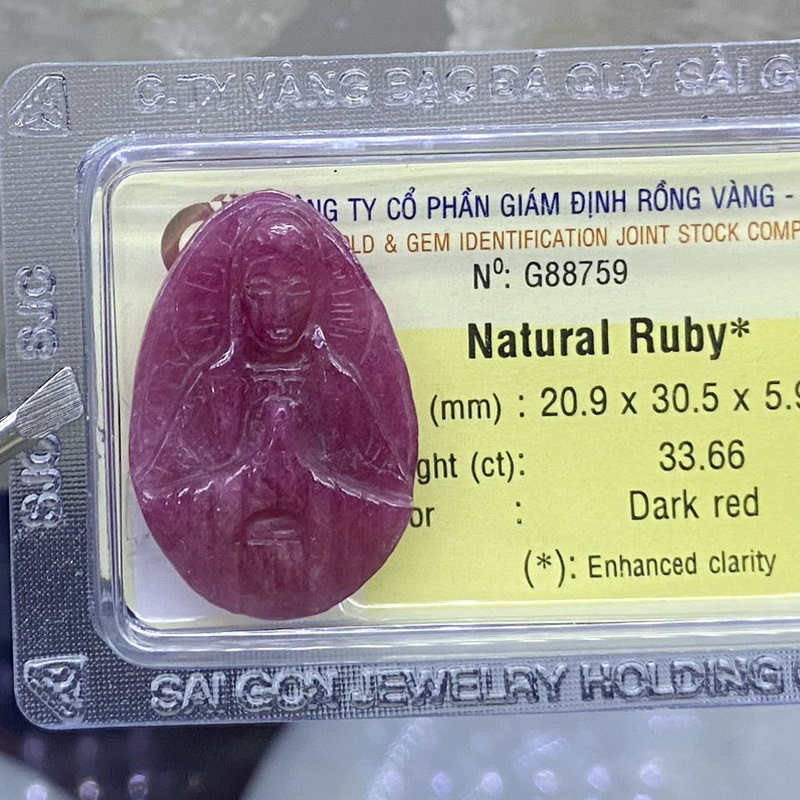 C.TY VÀNG BẠC ĐÁ QUÝ SÀI G
NG TY CỔ PHẦN GIÁM ĐỊNH RỒNG VÀNG -
LD & GEM IDENTIFICATION JOINT STOCK COMP
Nº: G88759
Natural Ruby*
(mm) : 20.9 x 30.5 x 5.9
ght (ct): 33.66
or : Dark red
(*): Enhanced clarity
SJC
SJC
SAI GON JEWELRY HOLDING